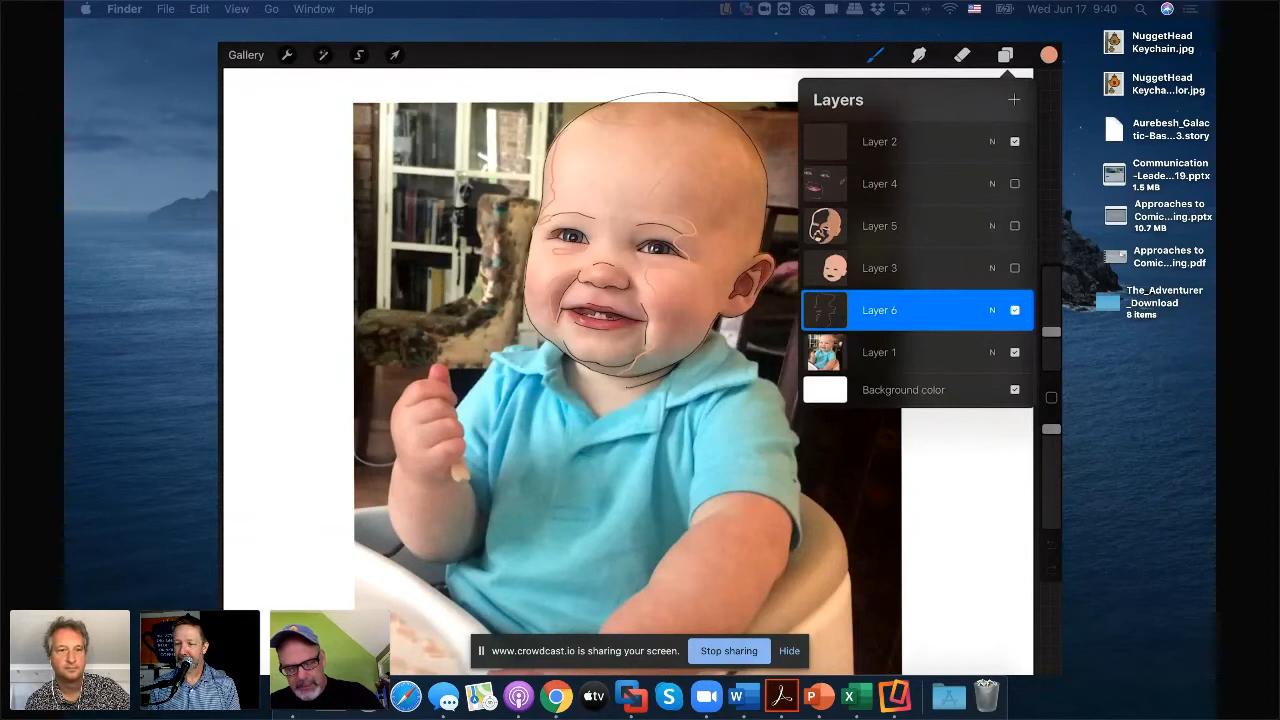 Finder File Edit View Go Window Help
Wed Jun 17 9:40
Gallery
Layers
Layer 2 N
Layer 4 N
Layer 5 N
Layer 3 N
Layer 6 N
Layer 1 N
Background color
NuggetHead
Keychain.jpg
NuggetHead
Keycha...lor.jpg
Aurebesh_Galac
tic-Bas...3.story
Communication
-Leade...19.pptx
1.5 MB
Approaches to
Comic...ing.pptx
10.7 MB
Approaches to
Comic...ing.pdf
The_Adventurer
_Download
8 items
www.crowdcast.io is sharing your screen.
Stop sharing
Hide
tv